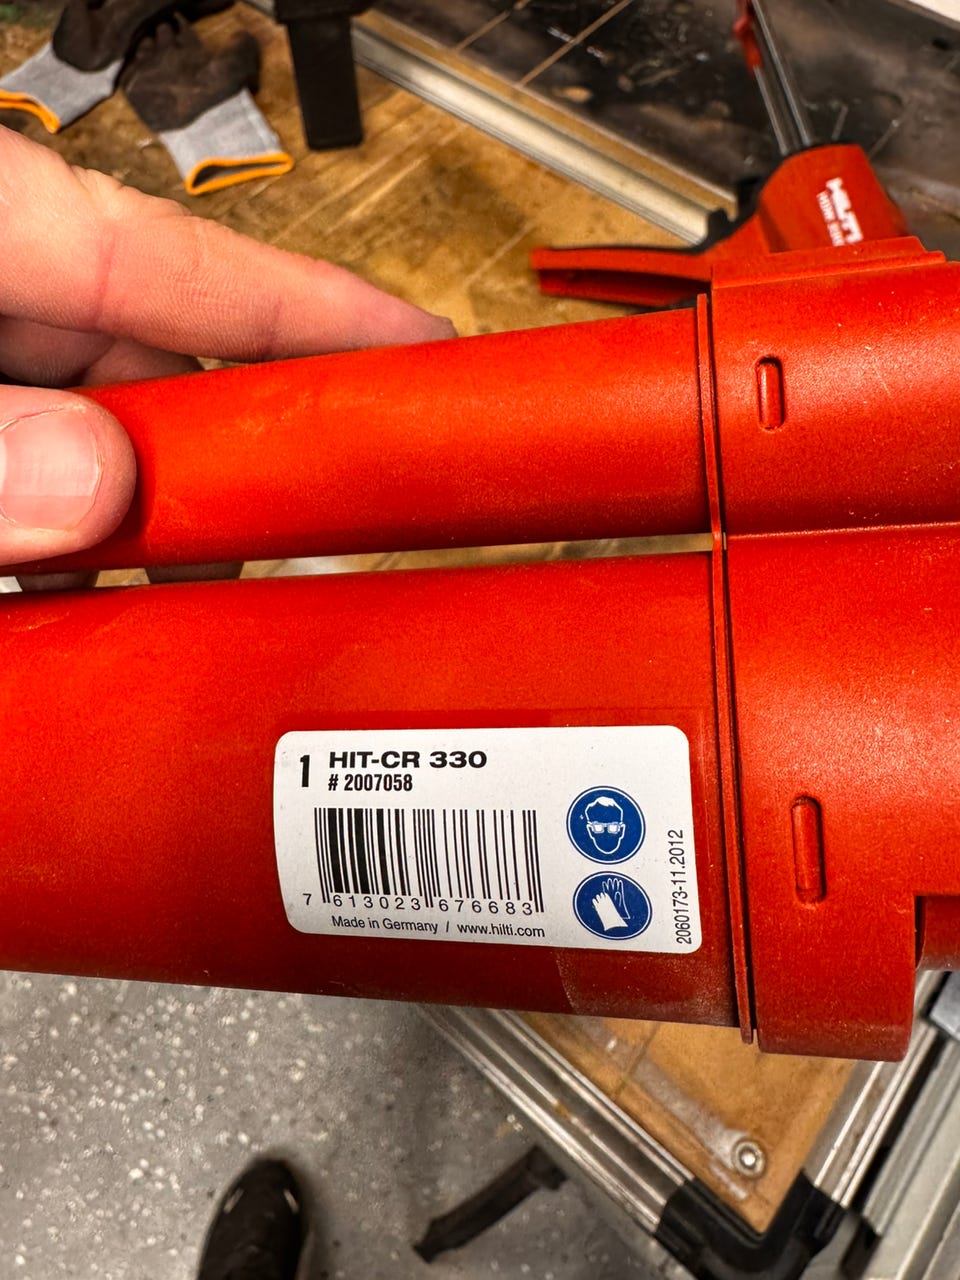 HILTI
1 HIT-CR 330
# 2007058
7 613023 676683
Made in Germany / www.hilti.com
2060173-11.2012